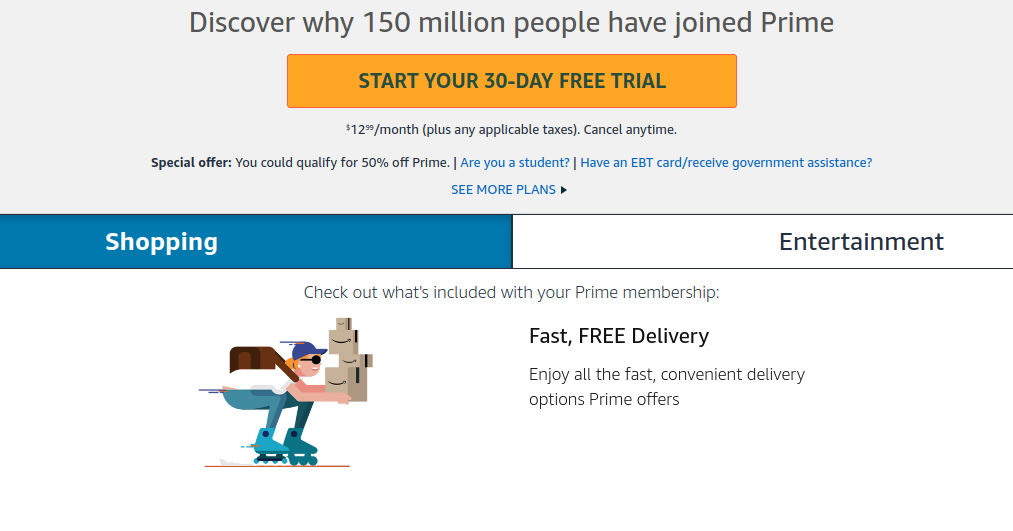 Discover why 150 million people have joined Prime
START YOUR 30-DAY FREE TRIAL
$12⁹⁹/month (plus any applicable taxes). Cancel anytime.
Special offer: You could qualify for 50% off Prime. | Are you a student? | Have an EBT card/receive government assistance?
SEE MORE PLANS
Shopping
Entertainment
Check out what's included with your Prime membership:
Fast, FREE Delivery
Enjoy all the fast, convenient delivery
options Prime offers